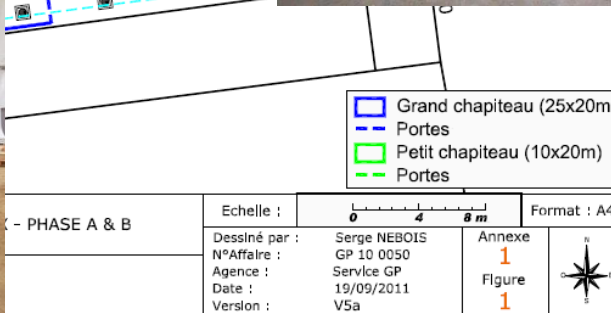 Grand chapiteau (25x20m
Portes
Petit chapiteau (10x20m)
Portes
- PHASE A & B
Echelle :
0 4 8 m
Format : A4
Dessiné par : Serge NEBOIS
N°Affaire : GP 10 0050
Agence : Service GP
Date : 19/09/2011
Version : V5a
Annexe
1
Figure
1
N
S